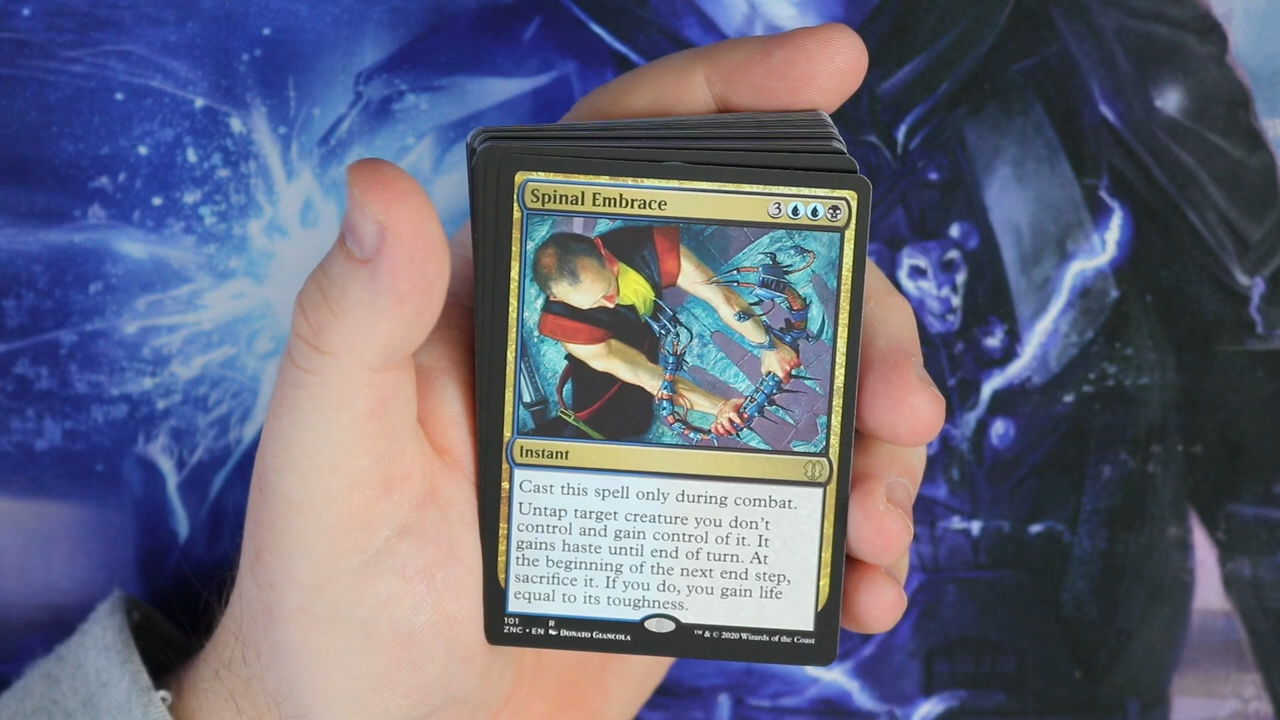 Spinal Embrace 3
Instant
Cast this spell only during combat.
Untap target creature you don't
control and gain control of it. It
gains haste until end of turn. At
the beginning of the next end step,
sacrifice it. If you do, you gain life
equal to its toughness.
101 R
ZNC • EN Donato Giancola ™ & © 2020 Wizards of the Coast